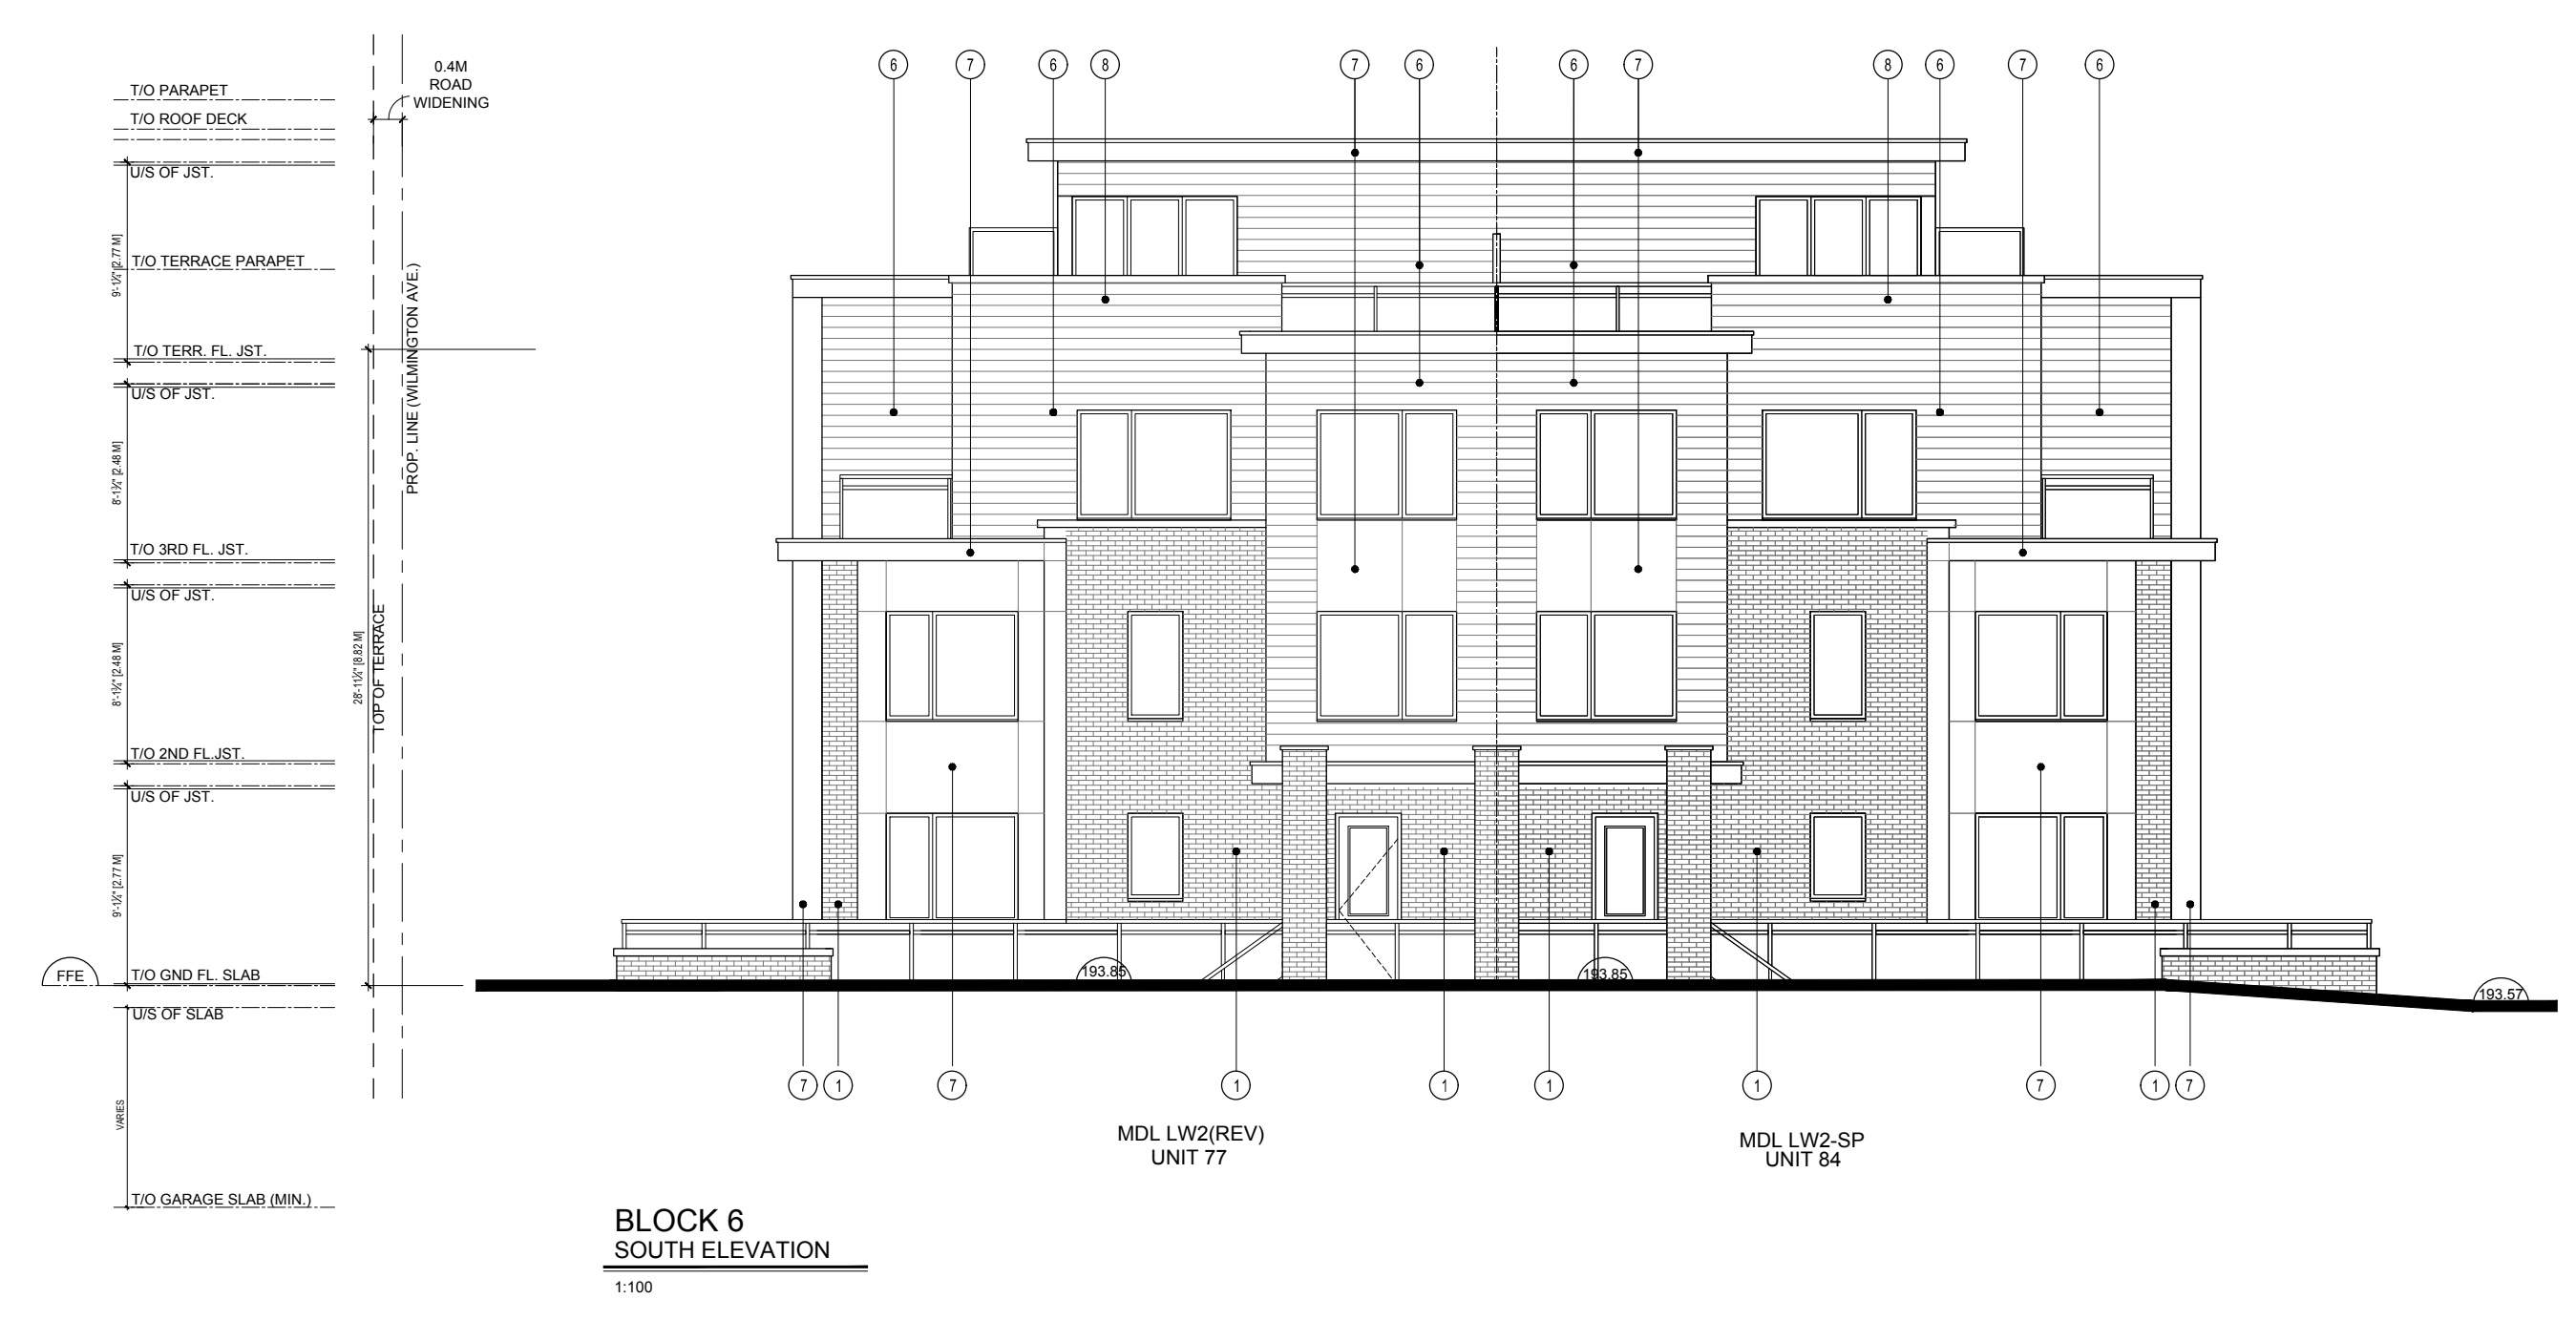 0.4M
ROAD
WIDENING
6
7
6
8
7
6
6
7
8
6
7
6
T/O PARAPET
T/O ROOF DECK
U/S OF JST.
9'-1¼" [2.77 M]
T/O TERRACE PARAPET
T/O TERR. FL. JST.
U/S OF JST.
8'-1¾" [2.48 M]
T/O 3RD FL. JST.
U/S OF JST.
8'-1¾" [2.48 M]
T/O 2ND FL.JST.
U/S OF JST.
9'-1¼" [2.77 M]
FFE
T/O GND FL. SLAB
U/S OF SLAB
VARIES
T/O GARAGE SLAB (MIN.)
28'-11¼" [8.82 M]
TOP OF TERRACE
PROP. LINE (WILMINGTON AVE.)
193.85
193.85
193.57
7
1
7
1
1
1
1
7
1
7
MDL LW2(REV)
UNIT 77
MDL LW2-SP
UNIT 84
BLOCK 6
SOUTH ELEVATION
1:100